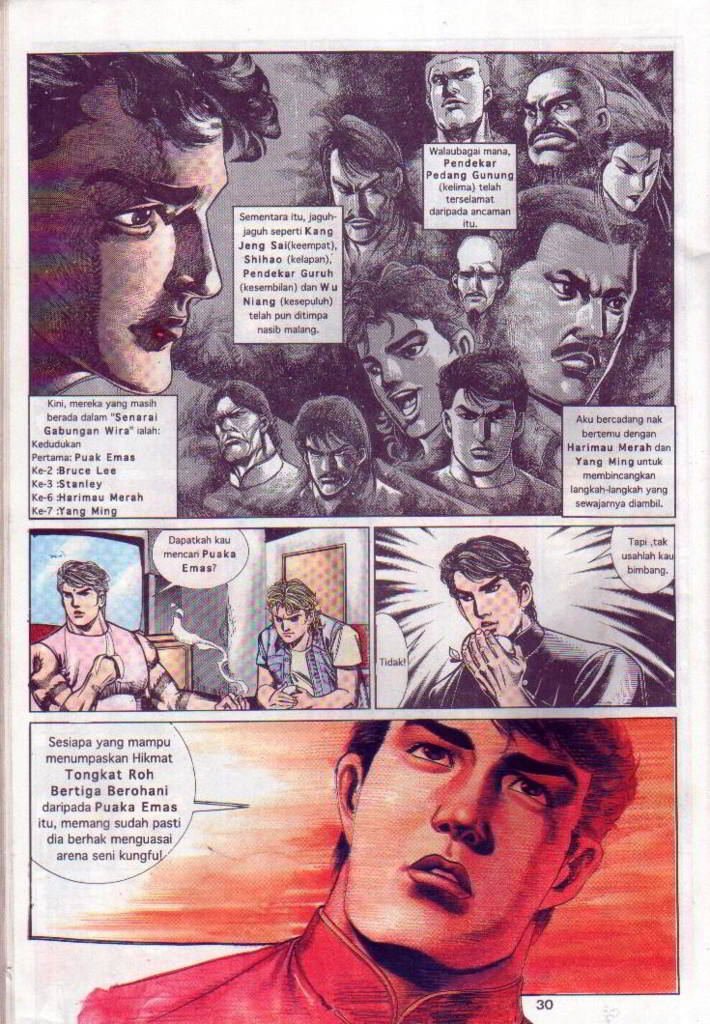 Walaubagai mana,
Pendekar
Pedang Gunung
(kelima) telah
terselamat
daripada ancaman
itu.
Sementara itu, jaguh-
jaguh seperti Kang
Jeng Sai(keempat),
Shihao (kelapan),
Pendekar Guruh
(kesembilan) dan Wu
Niang (kesepuluh)
telah pun ditimpa
nasib malang.
Kini, mereka yang masih
berada dalam "Senarai
Gabungan Wira" ialah:
Kedudukan
Pertama: Puak Emas
Ke-2 :Bruce Lee
Ke-3 :Stanley
Ke-6 :Harimau Merah
Ke-7 :Yang Ming
Aku bercadang nak
bertemu dengan
Harimau Merah dan
Yang Ming untuk
membincangkan
langkah-langkah yang
sewajarnya diambil.
Dapatkah kau
mencari Puaka
Emas?
Tapi ,tak
usahlah kau
bimbang.
Tidak!
Sesiapa yang mampu
menumpaskan Hikmat
Tongkat Roh
Bertiga Berohani
daripada Puaka Emas
itu, memang sudah pasti
dia berhak menguasai
arena seni kungfu!
30